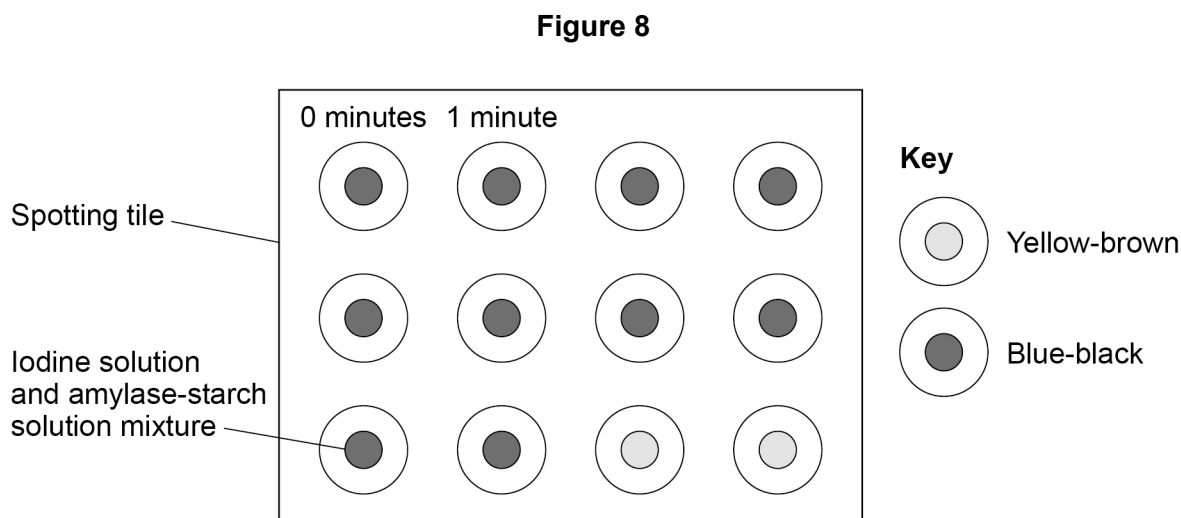 Figure 8
0 minutes 1 minute
Spotting tile
Iodine solution
and amylase-starch
solution mixture
Key
Yellow-brown
Blue-black